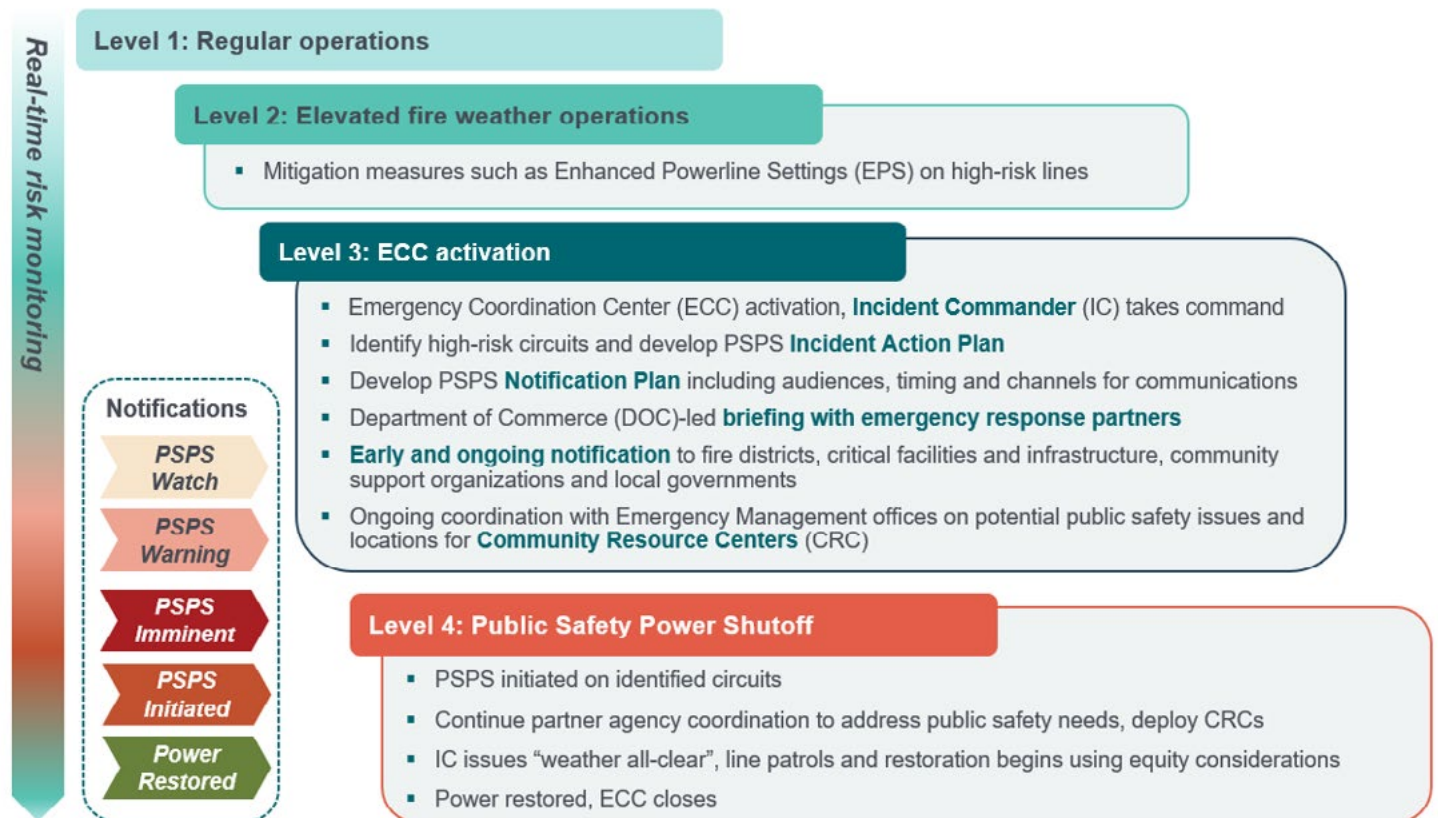 Real-time risk monitoring
Level 1: Regular operations
Level 2: Elevated fire weather operations
▪ Mitigation measures such as Enhanced Powerline Settings (EPS) on high-risk lines
Level 3: ECC activation
▪ Emergency Coordination Center (ECC) activation, Incident Commander (IC) takes command
▪ Identify high-risk circuits and develop PSPS Incident Action Plan
▪ Develop PSPS Notification Plan including audiences, timing and channels for communications
▪ Department of Commerce (DOC)-led briefing with emergency response partners
▪ Early and ongoing notification to fire districts, critical facilities and infrastructure, community
support organizations and local governments
▪ Ongoing coordination with Emergency Management offices on potential public safety issues and
locations for Community Resource Centers (CRC)
Notifications
PSPS
Watch
PSPS
Warning
PSPS
Imminent
PSPS
Initiated
Power
Restored
Level 4: Public Safety Power Shutoff
▪ PSPS initiated on identified circuits
▪ Continue partner agency coordination to address public safety needs, deploy CRCs
▪ IC issues “weather all-clear”, line patrols and restoration begins using equity considerations
▪ Power restored, ECC closes